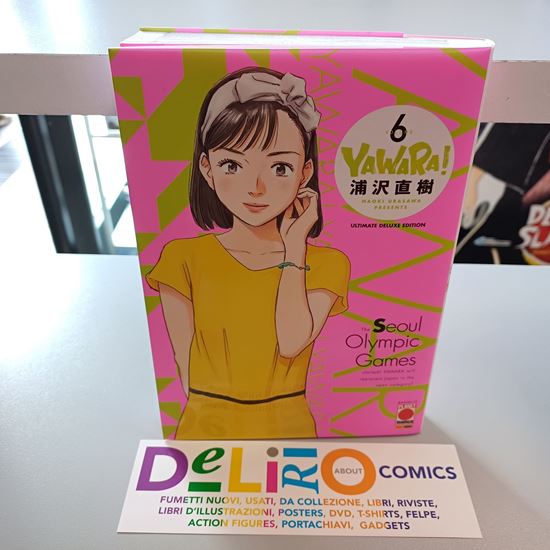 6
YAWARA!
浦沢直樹
NAOKI URASAWA
PRESENTS
ULTIMATE DELUXE EDITION
The Seoul
Olympic
Games
YAWARA
DELIRIO ABOUT COMICS
FUMETTI NUOVI, USATI, DA COLLEZIONE, LIBRI, RIVISTE,
LIBRI D'ILLUSTRAZIONI, POSTERS, DVD, T-SHIRTS, FELPE,
ACTION FIGURES, PORTACHIAVI, GADGETS